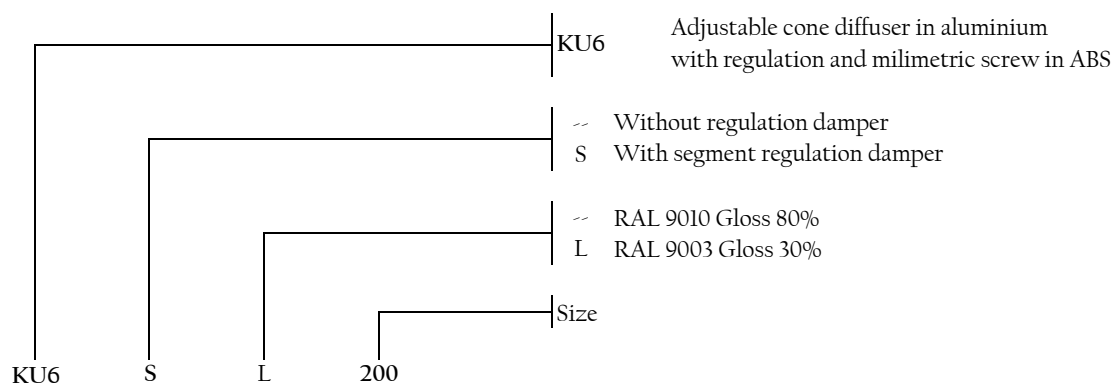 KU6 Adjustable cone diffuser in aluminium
with regulation and milimetric screw in ABS
-- Without regulation damper
S With segment regulation damper
-- RAL 9010 Gloss 80%
L RAL 9003 Gloss 30%
Size
KU6 S L 200